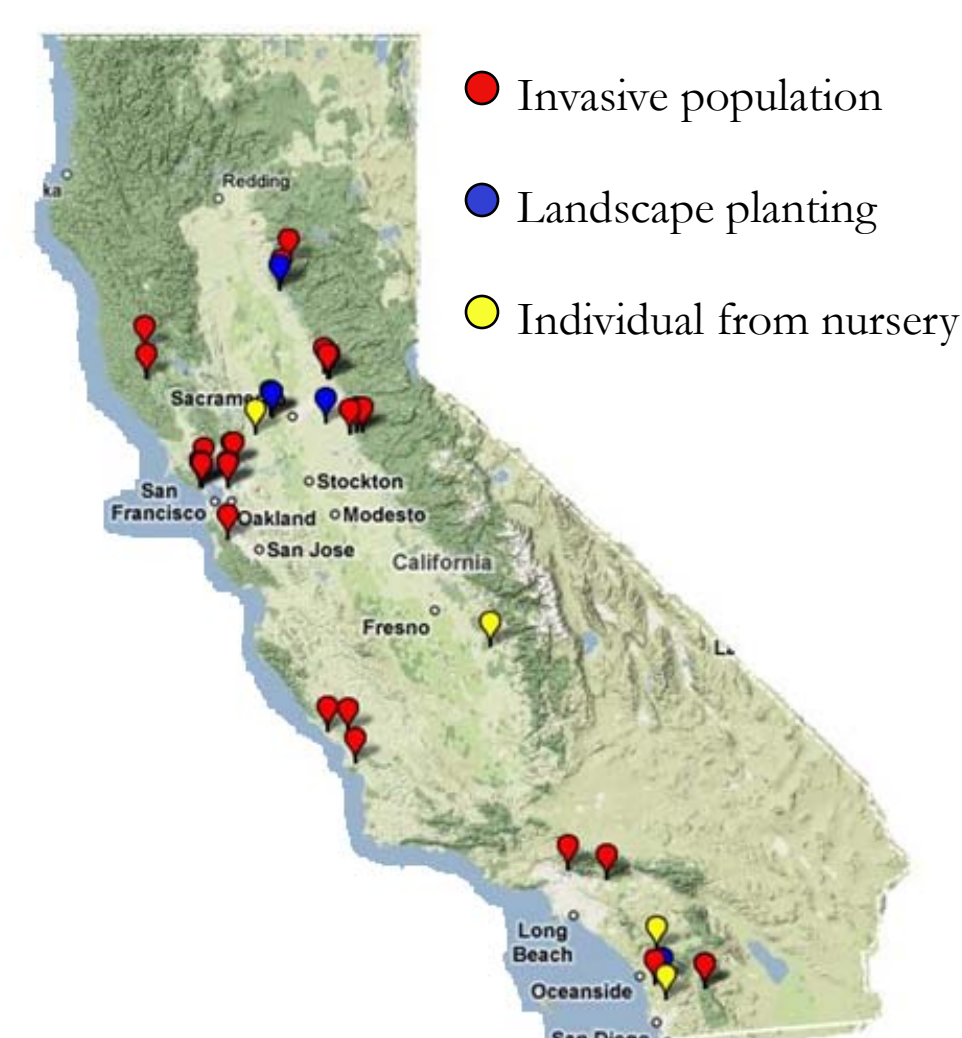 Invasive population
Landscape planting
Individual from nursery
ka
Redding
Stockton
San
Francisco
Oakland
Modesto
San Jose
California
Fresno
Long
Beach
Oceanside